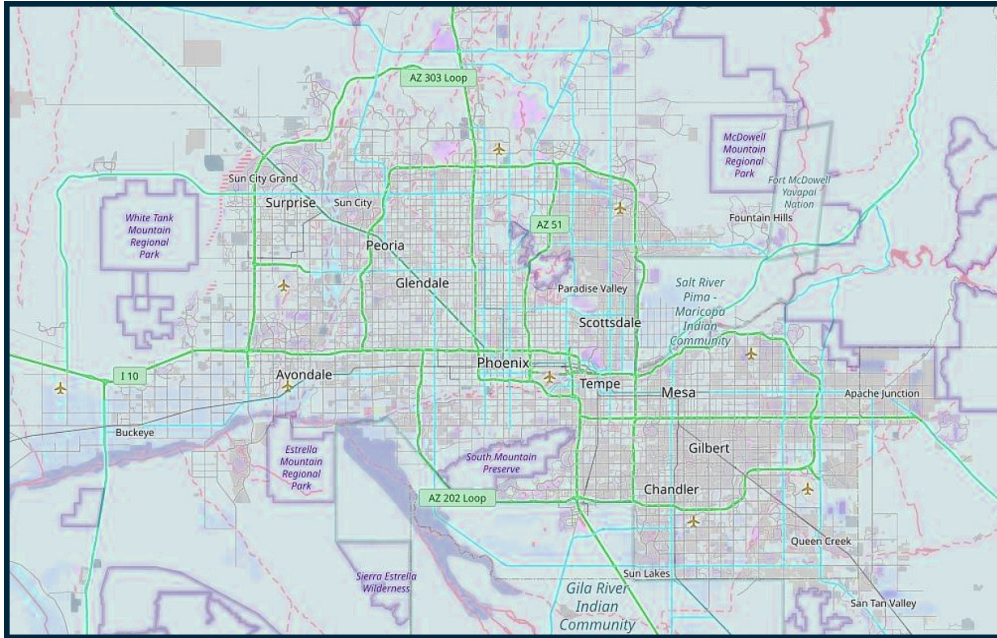 AZ 303 Loop
McDowell
Mountain
Regional
Park
Sun City Grand
Fort McDowell
Yavapai
Nation
Surprise
Sun City
White Tank
Mountain
Regional
Park
AZ 51
Fountain Hills
Peoria
Glendale
Paradise Valley
Salt River
Pima -
Maricopa
Indian
Community
Scottsdale
Phoenix
I 10
Avondale
Tempe
Mesa
Apache Junction
Buckeye
Estrella
Mountain
Regional
Park
South Mountain
Preserve
Gilbert
AZ 202 Loop
Chandler
Queen Creek
Sierra Estrella
Wilderness
Sun Lakes
Gila River
Indian
Community
San Tan Valley